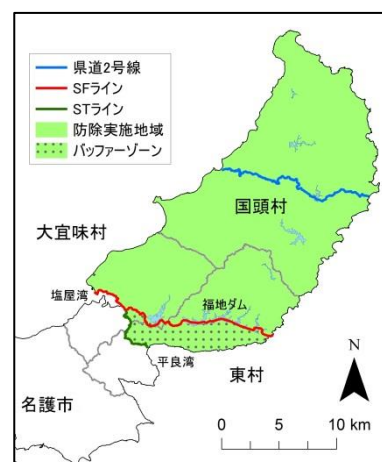 県道2号線
SFライン
STライン
防除実施地域
バッファーゾーン
国頭村
大宜味村
塩屋湾
福地ダム
平良湾
東村
名護市
N
0 5 10 km